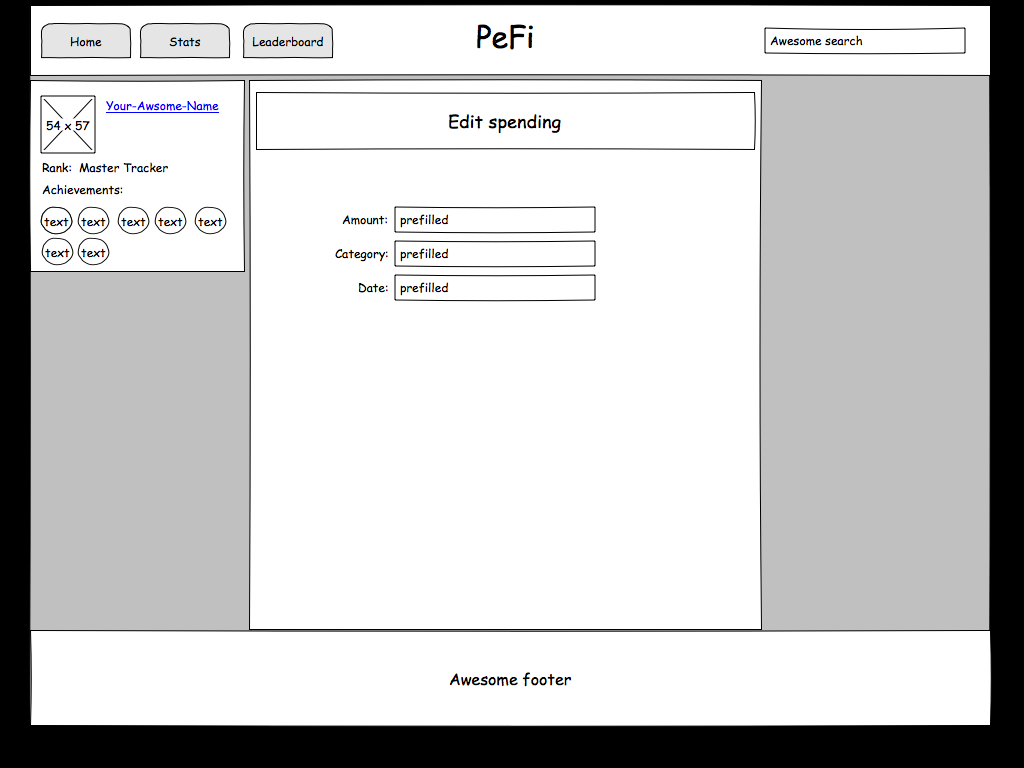 Home Stats Leaderboard PeFi Awesome search
54 x 57 Your-Awsome-Name
Rank: Master Tracker
Achievements:
text text text text text
text text
Edit spending
Amount: prefilled
Category: prefilled
Date: prefilled
Awesome footer